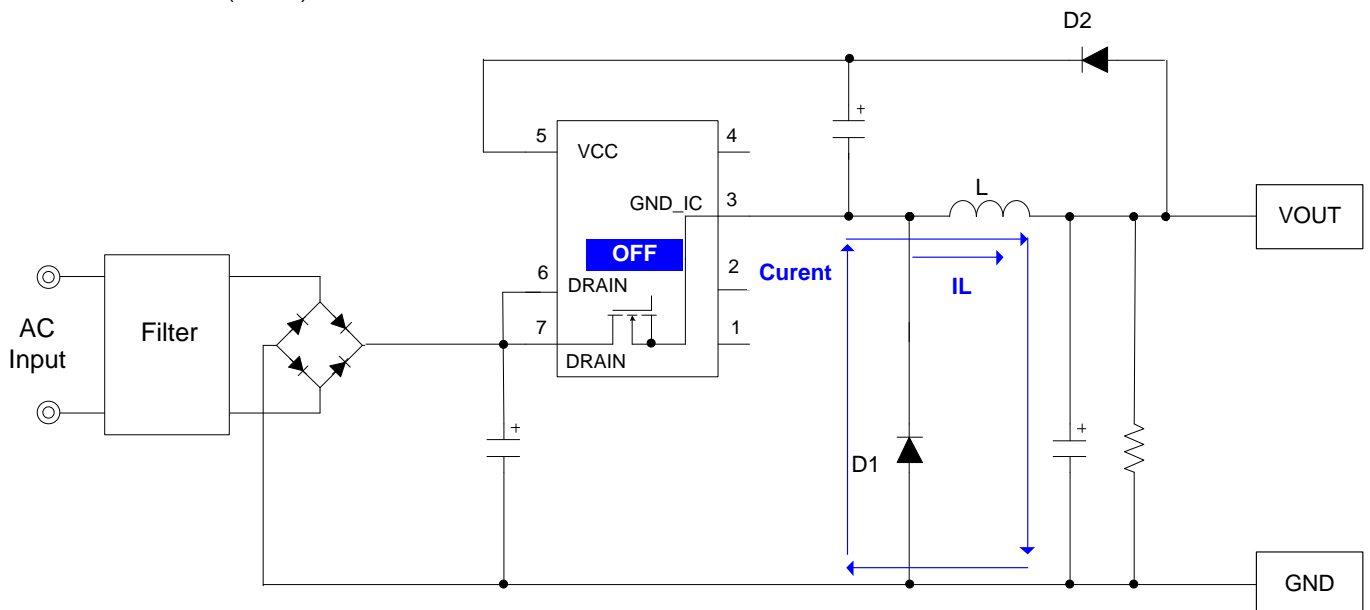 D2
+
5
4
VCC
L
GND_IC
3
VOUT
OFF
Curent
IL
6
2
DRAIN
AC
Input
Filter
7
1
DRAIN
+
D1
+
GND